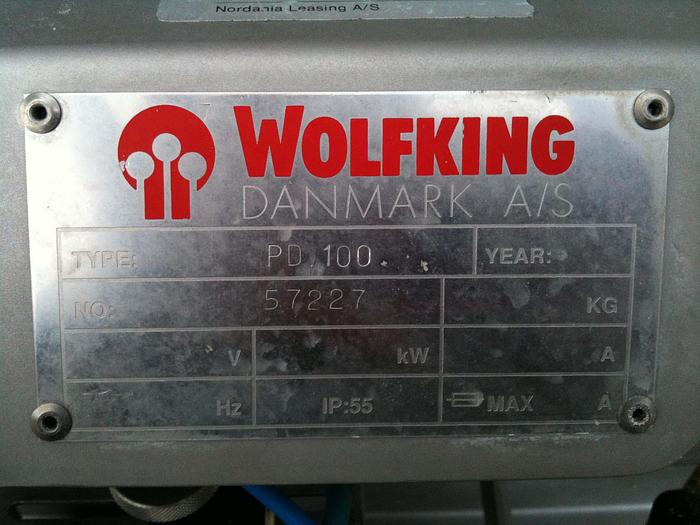 Nordania Leasing A/S
WOLFKING
DANMARK A/S
TYPE: PD 100 YEAR:
NO: 57227 KG
V kW A
Hz IP:55 MAX A